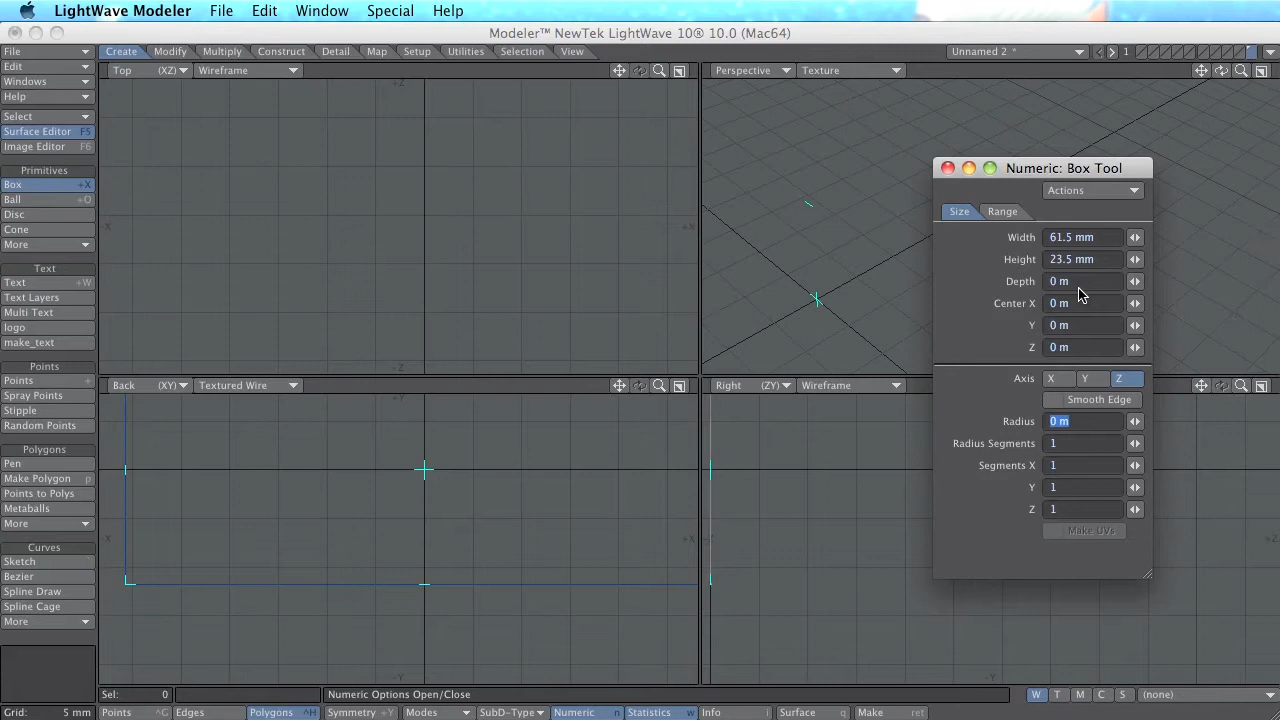 LightWave Modeler File Edit Window Special Help
Modeler™ NewTek LightWave 10® 10.0 (Mac64)
File
Edit
Windows
Help
Select
Surface Editor F5
Image Editor F6
Primitives
Box +X
Ball +O
Disc
Cone
More
Text
Text +W
Text Layers
Multi Text
logo
make_text
Points
Points +
Spray Points
Stipple
Random Points
Polygons
Pen
Make Polygon p
Points to Polys
Metaballs
More
Curves
Sketch
Bezier
Spline Draw
Spline Cage
More
Create Modify Multiply Construct Detail Map Setup Utilities Selection View Unnamed 2 * 1
Top (XZ) Wireframe
Perspective Texture
Back (XY) Textured Wire
Right (ZY) Wireframe
Numeric: Box Tool
Actions
Size Range
Width 61.5 mm
Height 23.5 mm
Depth 0 m
Center X 0 m
Y 0 m
Z 0 m
Axis X Y Z
Smooth Edge
Radius 0 m
Radius Segments 1
Segments X 1
Y 1
Z 1
Make UVs
Sel: 0 Numeric Options Open/Close W T M C S (none)
Grid: 5 mm Points ^G Edges Polygons ^H Symmetry +Y Modes SubD-Type Numeric n Statistics w Info i Surface q Make ret